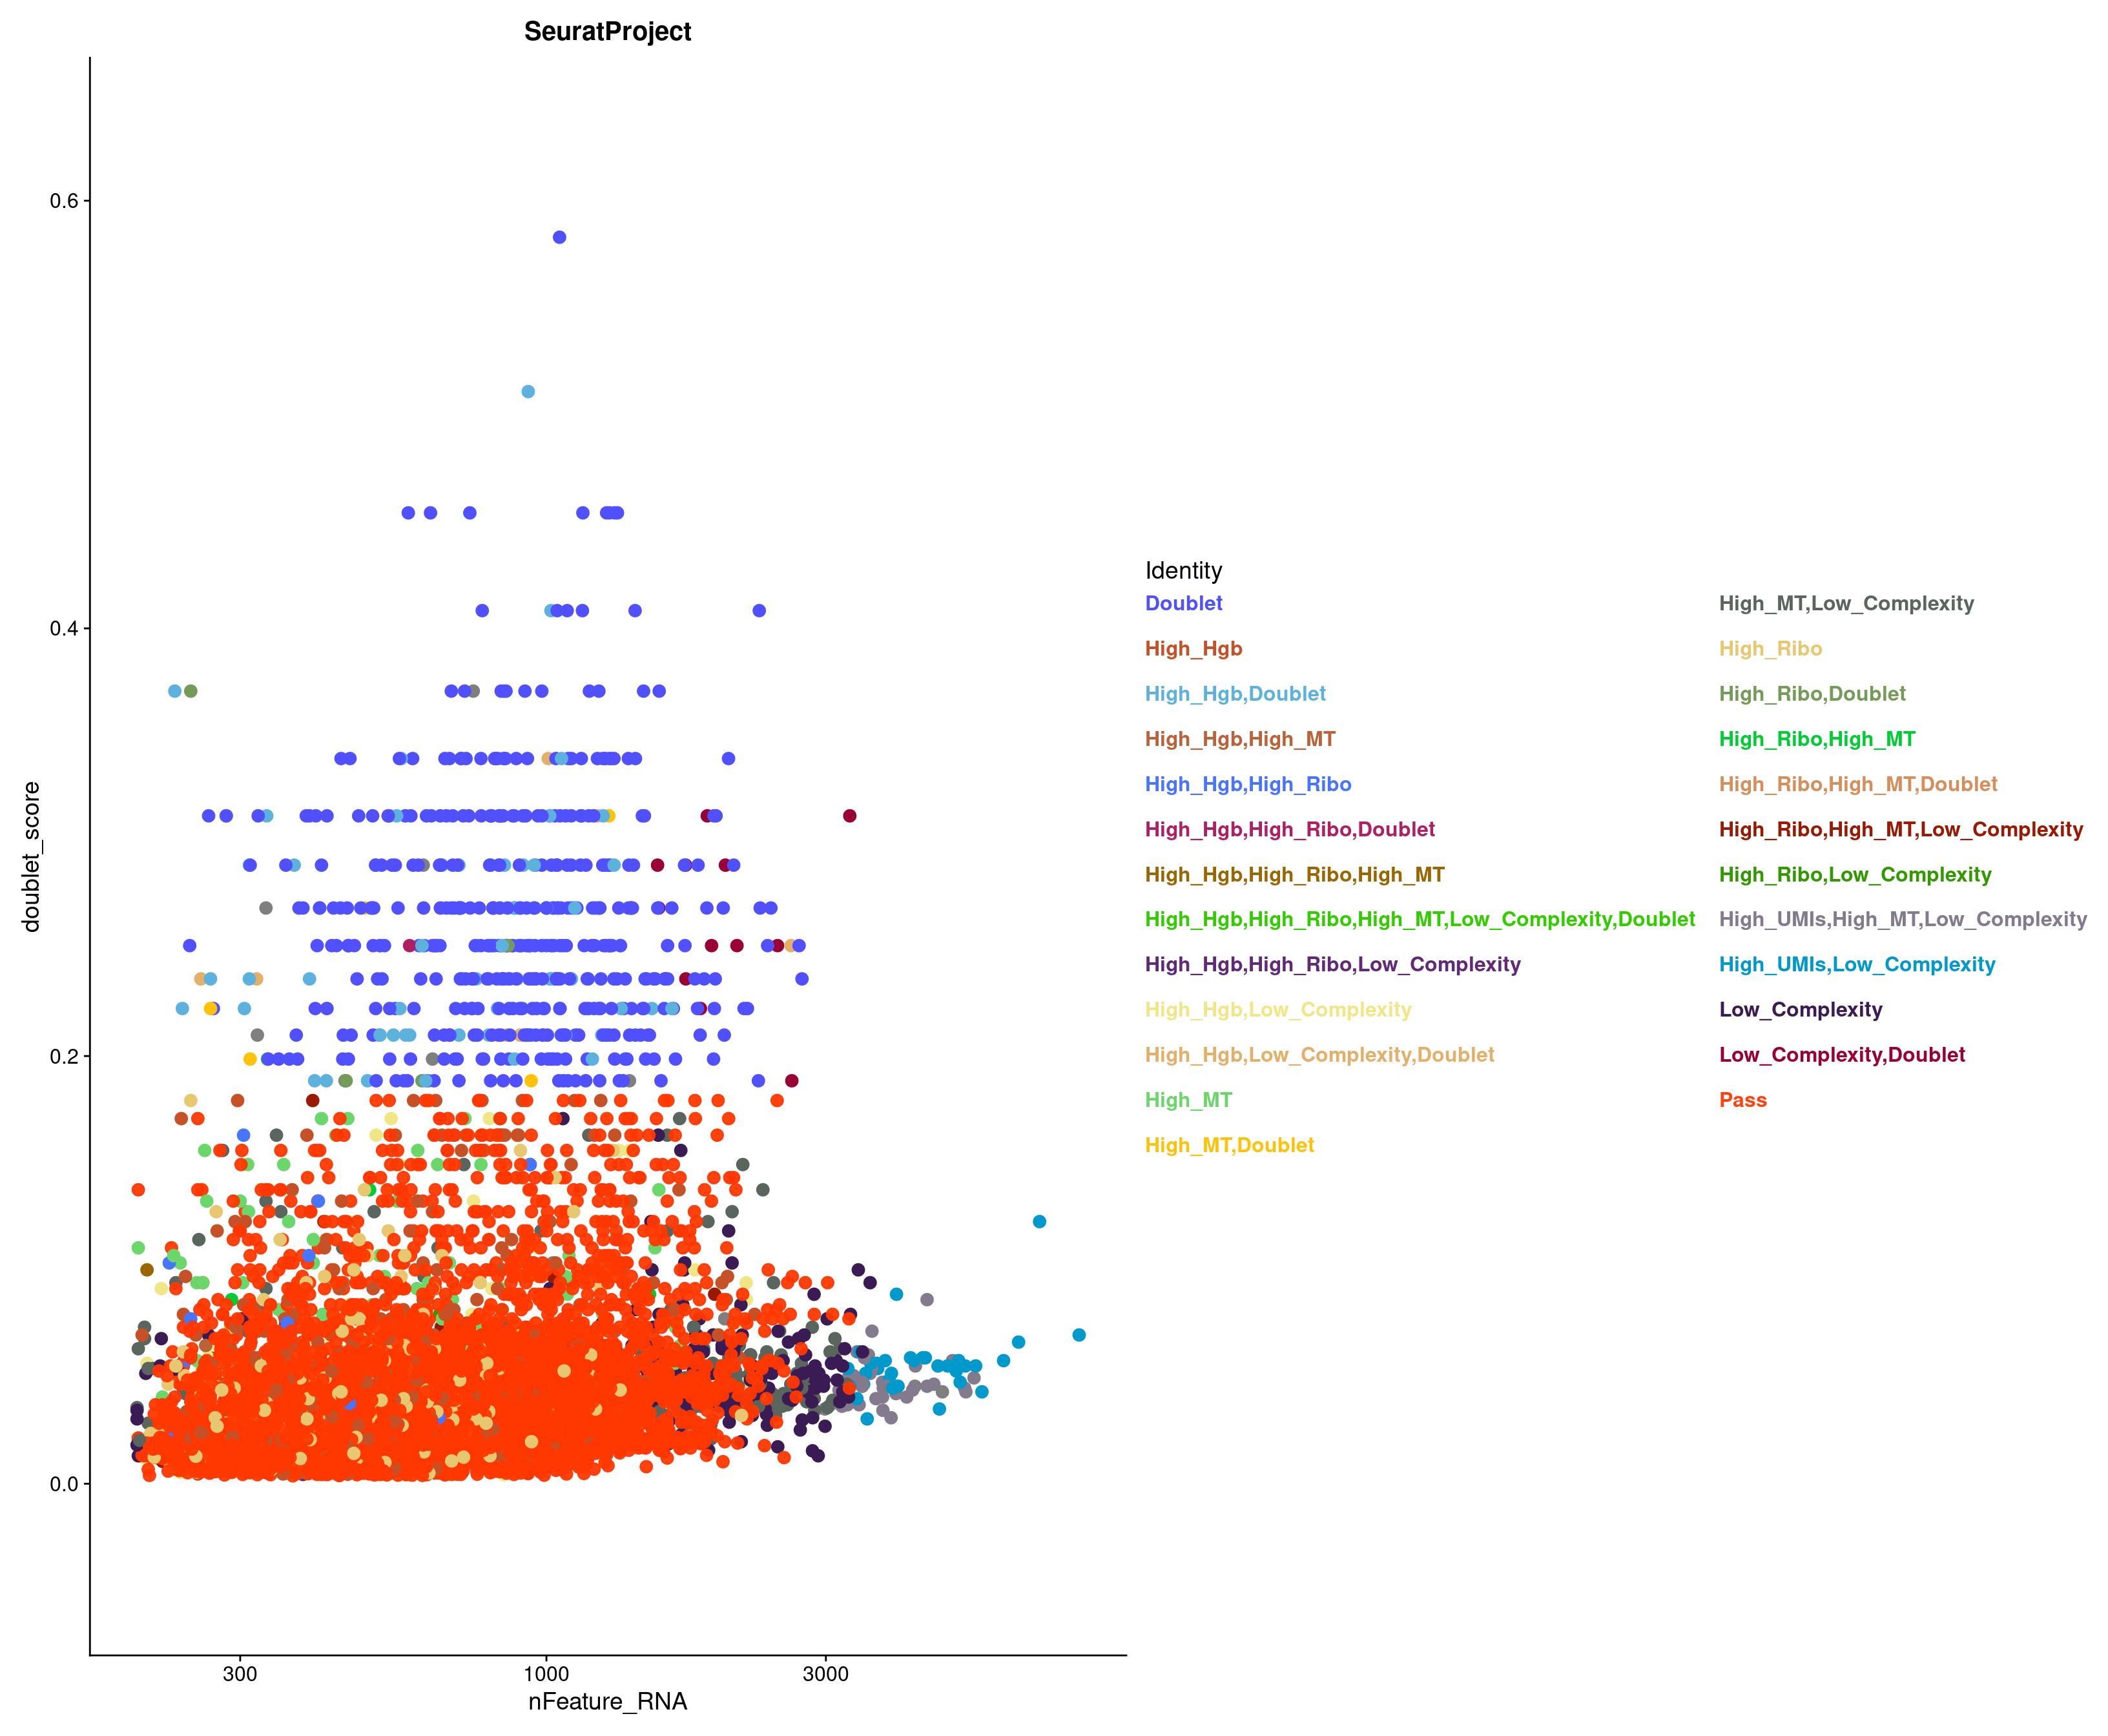 SeuratProject
0.6
0.4
0.2
0.0
doublet_score
300
1000
3000
nFeature_RNA
Identity
Doublet
High_Hgb
High_Hgb,Doublet
High_Hgb,High_MT
High_Hgb,High_Ribo
High_Hgb,High_Ribo,Doublet
High_Hgb,High_Ribo,High_MT
High_Hgb,High_Ribo,High_MT,Low_Complexity,Doublet
High_Hgb,High_Ribo,Low_Complexity
High_Hgb,Low_Complexity
High_Hgb,Low_Complexity,Doublet
High_MT
High_MT,Doublet
High_MT,Low_Complexity
High_Ribo
High_Ribo,Doublet
High_Ribo,High_MT
High_Ribo,High_MT,Doublet
High_Ribo,High_MT,Low_Complexity
High_Ribo,Low_Complexity
High_UMIs,High_MT,Low_Complexity
High_UMIs,Low_Complexity
Low_Complexity
Low_Complexity,Doublet
Pass